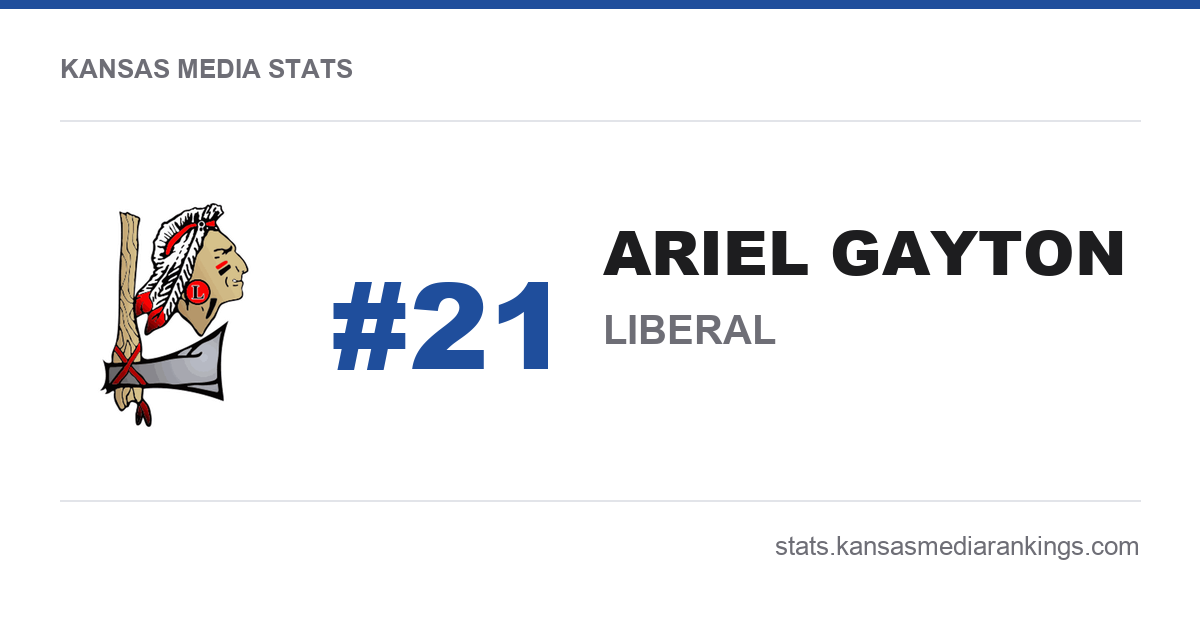 KANSAS MEDIA STATS
L
#21
ARIEL GAYTON
LIBERAL
stats.kansasmediarankings.com